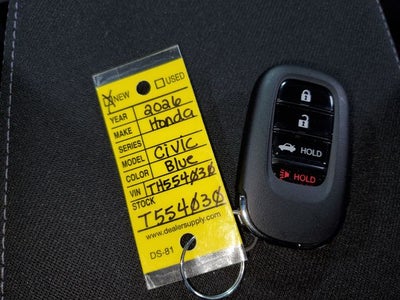 NEW USED
YEAR 2026
MAKE Honda
SERIES
MODEL Civic
COLOR Blue
VIN TH554030
STOCK T554030
www.dealersupply.com
DS-81
HOLD
HOLD